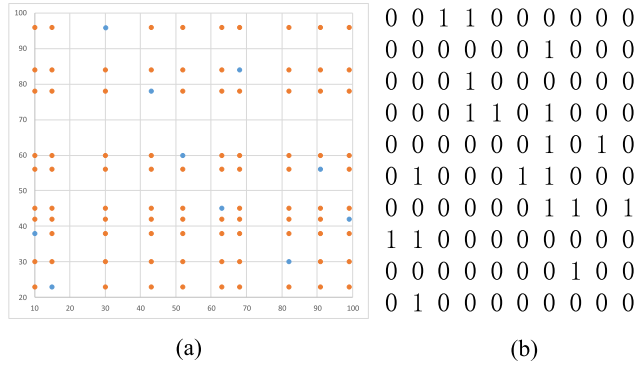 100
90
80
70
60
50
40
30
20
10 20 30 40 50 60 70 80 90 100
(a)
0 0 1 1 0 0 0 0 0 0
0 0 0 0 0 0 1 0 0 0
0 0 0 1 0 0 0 0 0 0
0 0 0 1 1 0 1 0 0 0
0 0 0 0 0 0 1 0 1 0
0 1 0 0 0 1 1 0 0 0
0 0 0 0 0 0 1 1 0 1
1 1 0 0 0 0 0 0 0 0
0 0 0 0 0 0 0 1 0 0
0 1 0 0 0 0 0 0 0 0
(b)